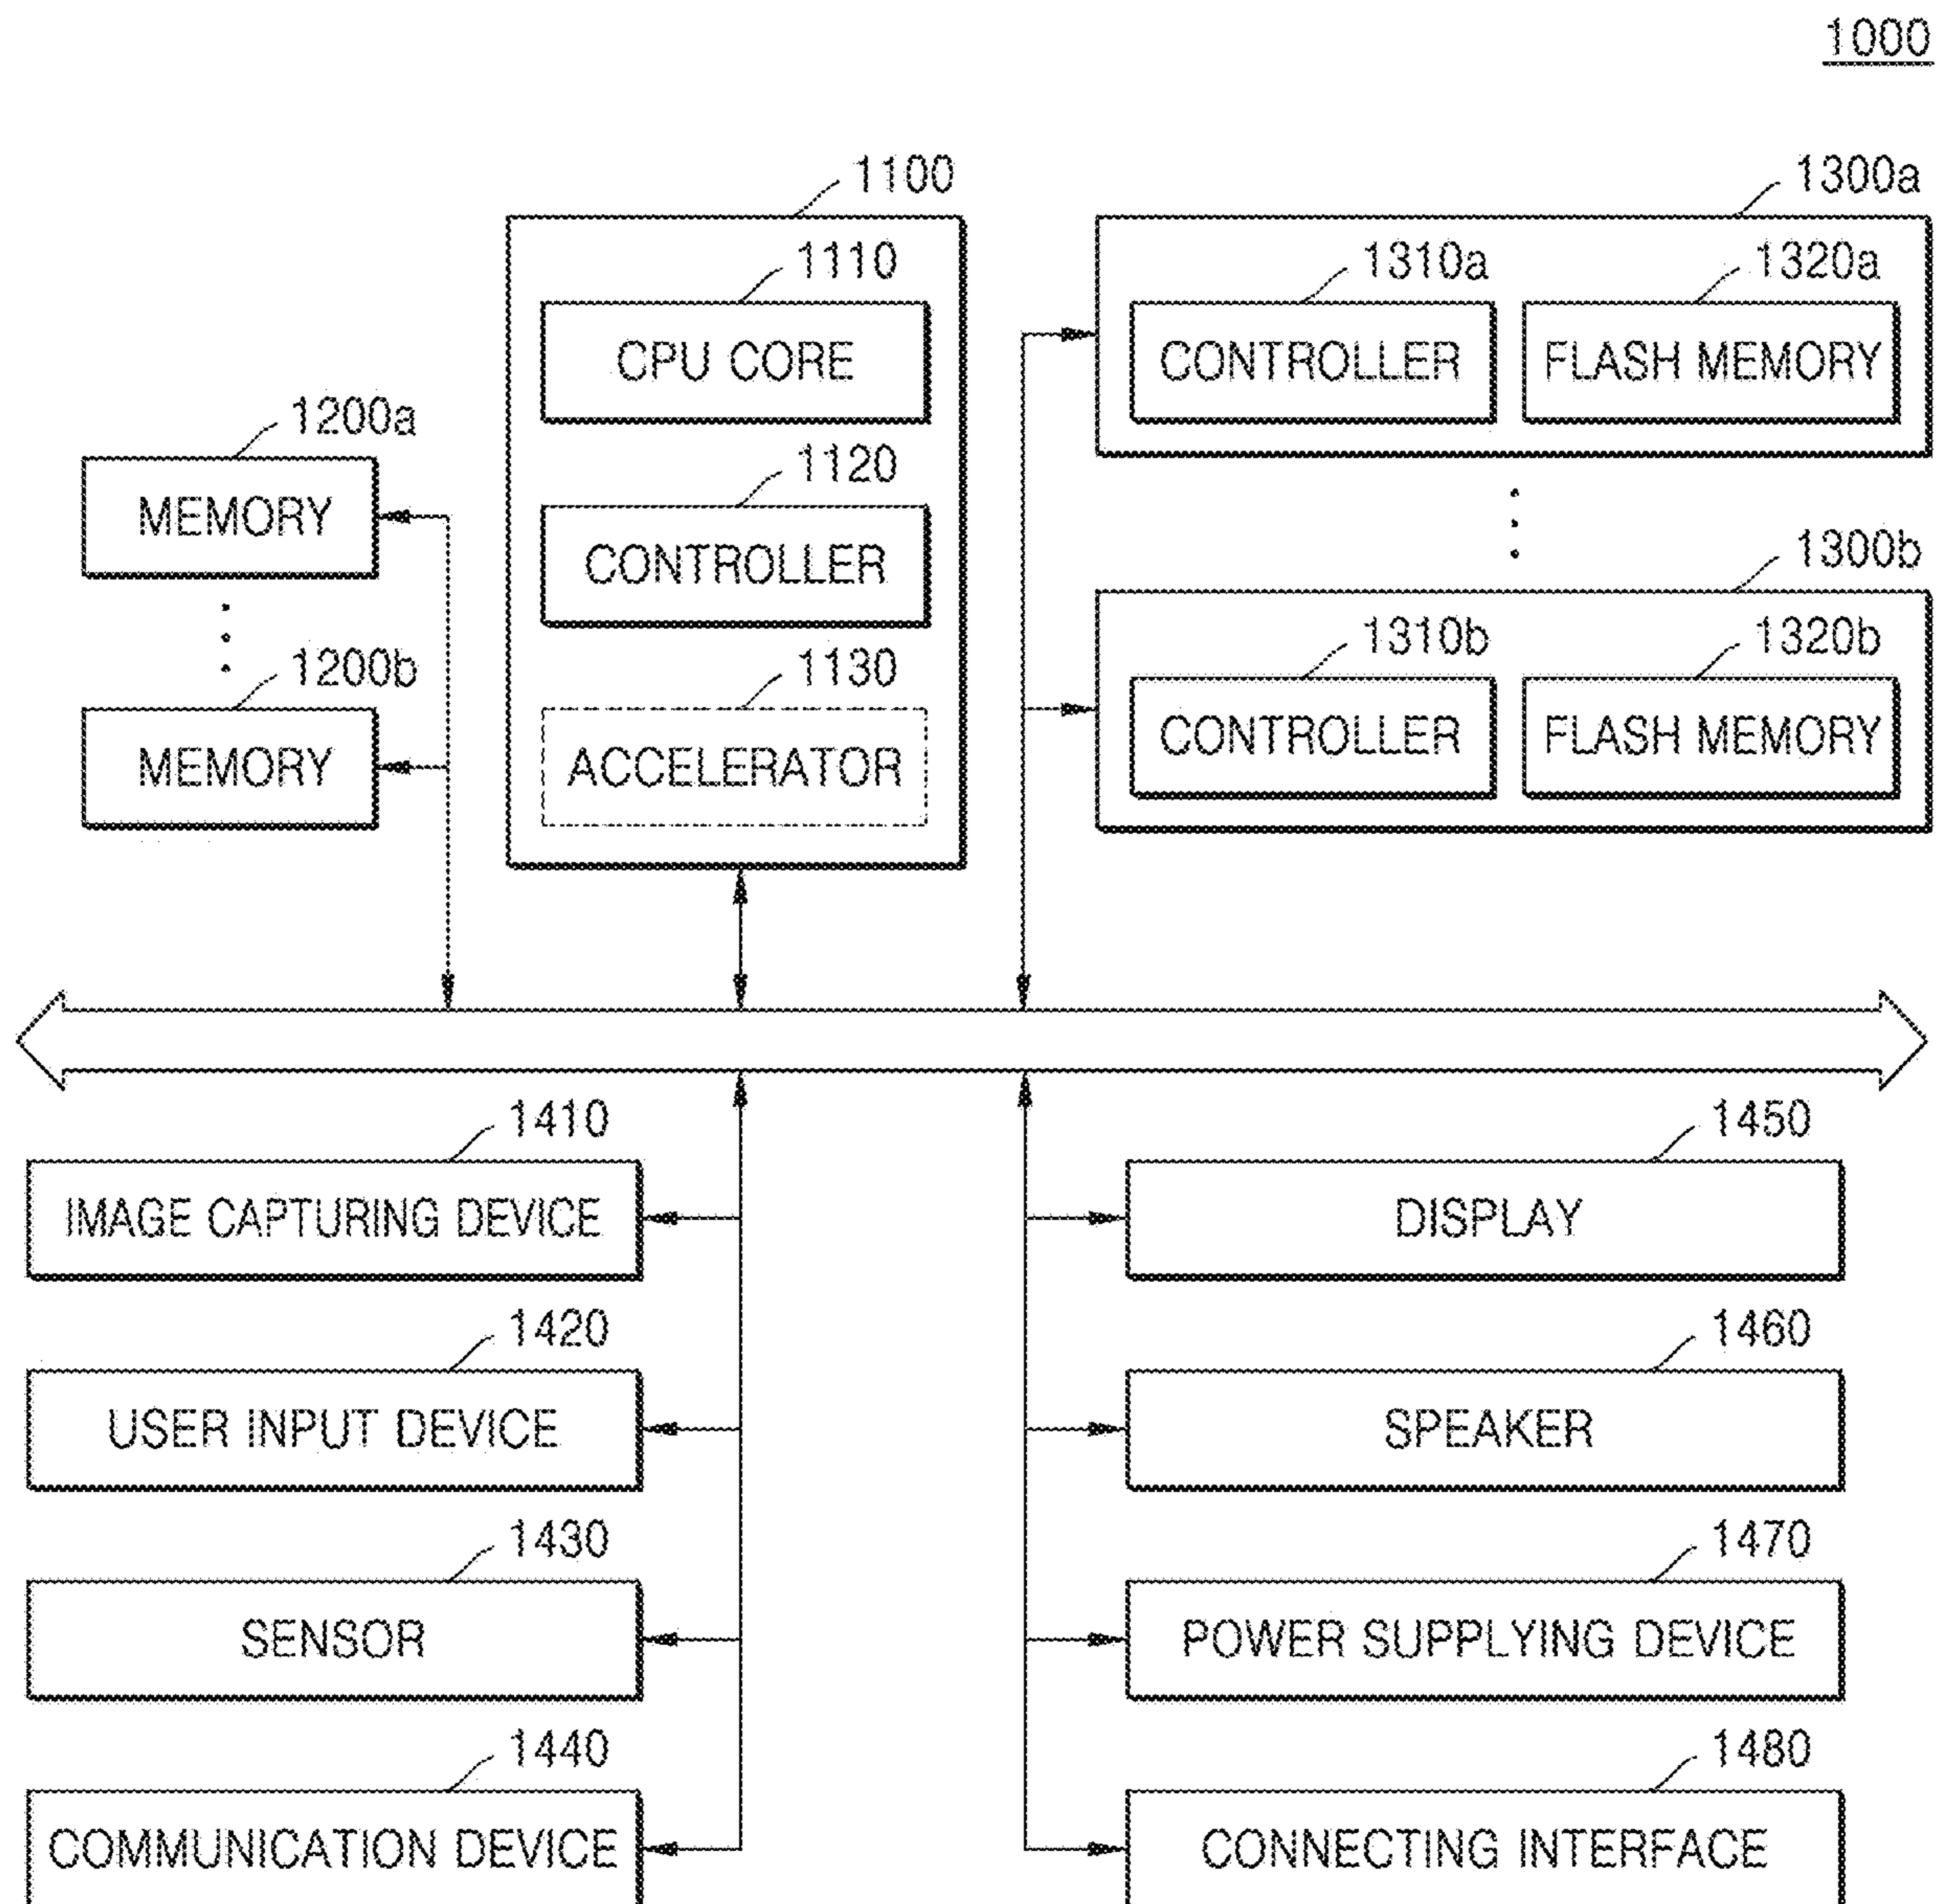 1000
1100
1300a
1110
1310a
1320a
CPU CORE
CONTROLLER
FLASH MEMORY
1200a
1120
MEMORY
CONTROLLER
1300b
1200b
1130
1310b
1320b
MEMORY
ACCELERATOR
CONTROLLER
FLASH MEMORY
1410
1450
IMAGE CAPTURING DEVICE
DISPLAY
1420
1460
USER INPUT DEVICE
SPEAKER
1430
1470
SENSOR
POWER SUPPLYING DEVICE
1440
1480
COMMUNICATION DEVICE
CONNECTING INTERFACE